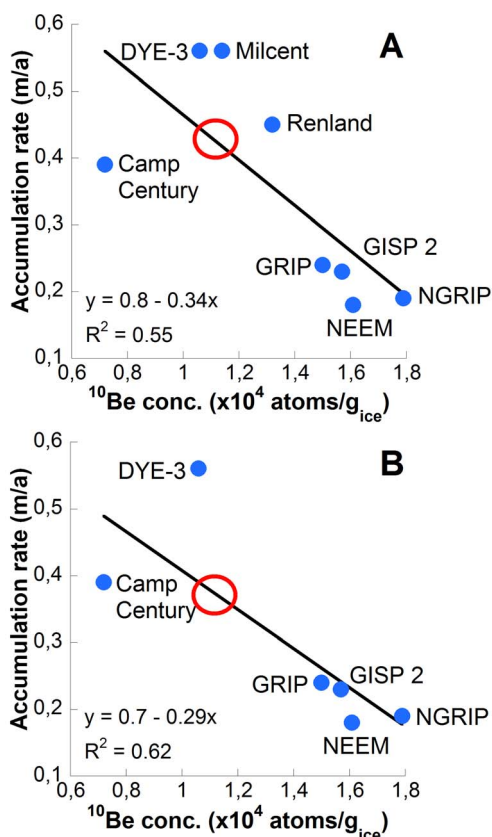 0,6
A
DYE-3 Milcent
0,5
Renland
0,4
Camp
Century
0,3
GISP 2
GRIP
0,2
NGRIP
y = 0.8 - 0.34x
NEEM
R² = 0.55
0,1
0,6 0,8 1 1,2 1,4 1,6 1,8
¹⁰Be conc. (x10⁴ atoms/gice)
Accumulation rate (m/a)
0,6
B
DYE-3
0,5
0,4
Camp
Century
0,3
GISP 2
GRIP
0,2
NGRIP
y = 0.7 - 0.29x
NEEM
R² = 0.62
0,1
0,6 0,8 1 1,2 1,4 1,6 1,8
¹⁰Be conc. (x10⁴ atoms/gice)
Accumulation rate (m/a)